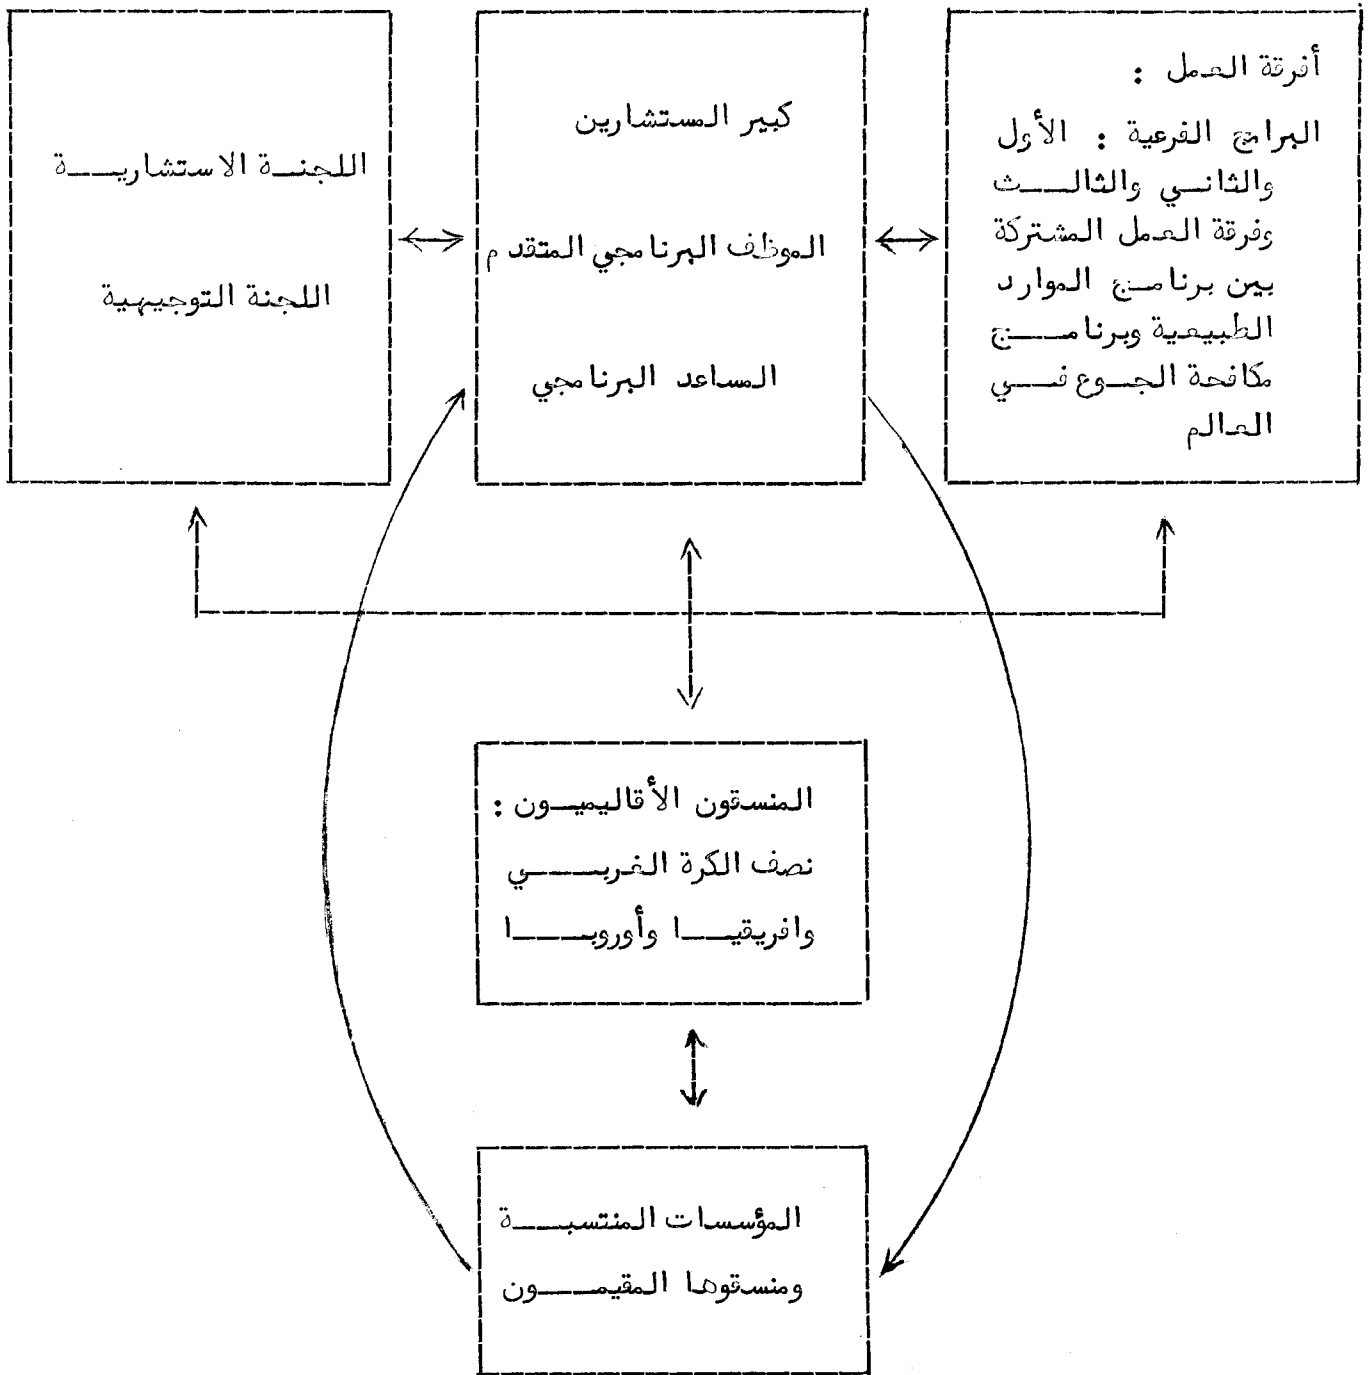 أفرقة العمل :
البرامج الفرعية : الأول
والثاني والثالث
وفرقة العمل المشتركة
بين برنامج الموارد
الطبيعية وبرنامج
مكافحة الجوع في
العالم
كبير المستشارين
الموظف البرنامجي المتقدم
المساعد البرنامجي
اللجنة الاستشارية
اللجنة التوجيهية
المنسقون الأقاليميون :
نصف الكرة الغربي
وافريقيا وأوروبا
المؤسسات المنتسبة
ومنسقوها المقيمون